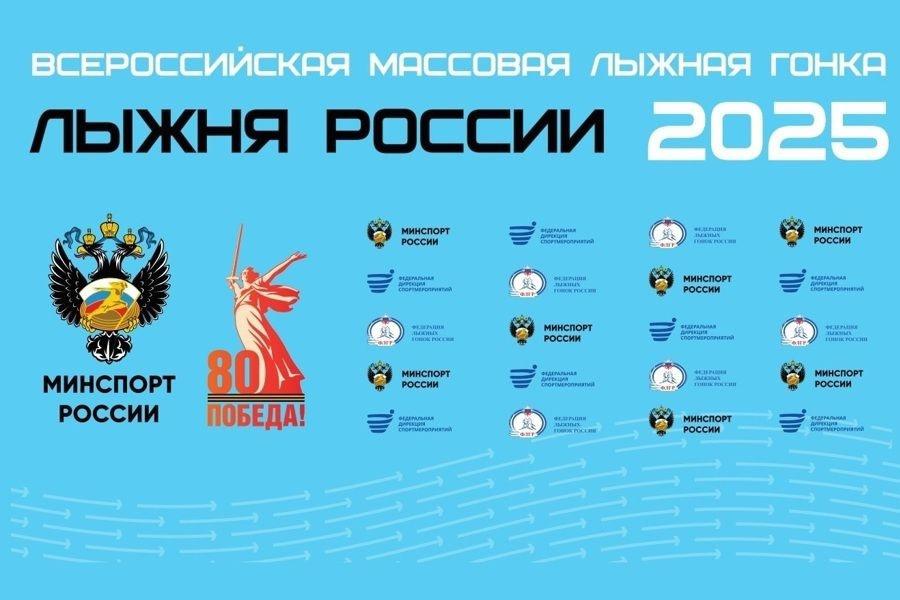 ВСЕРОССИЙСКАЯ МАССОВАЯ ЛЫЖНАЯ ГОНКА
ЛЫЖНЯ РОССИИ 2025
МИНСПОРТ
РОССИИ
80
ПОБЕДА!
МИНСПОРТ
РОССИИ
ФЕДЕРАЛЬНАЯ
ДИРЕКЦИЯ
СПОРТМЕРОПРИЯТИЙ
ФЛГР
ФЕДЕРАЦИЯ
ЛЫЖНЫХ
ГОНОК РОССИИ
МИНСПОРТ
РОССИИ
ФЕДЕРАЛЬНАЯ
ДИРЕКЦИЯ
СПОРТМЕРОПРИЯТИЙ
ФЛГР
ФЕДЕРАЦИЯ
ЛЫЖНЫХ
ГОНОК РОССИИ
МИНСПОРТ
РОССИИ
ФЕДЕРАЛЬНАЯ
ДИРЕКЦИЯ
СПОРТМЕРОПРИЯТИЙ
ФЛГР
ФЕДЕРАЦИЯ
ЛЫЖНЫХ
ГОНОК РОССИИ
МИНСПОРТ
РОССИИ
ФЕДЕРАЛЬНАЯ
ДИРЕКЦИЯ
СПОРТМЕРОПРИЯТИЙ
ФЛГР
ФЕДЕРАЦИЯ
ЛЫЖНЫХ
ГОНОК РОССИИ
МИНСПОРТ
РОССИИ
ФЕДЕРАЛЬНАЯ
ДИРЕКЦИЯ
СПОРТМЕРОПРИЯТИЙ
ФЛГР
ФЕДЕРАЦИЯ
ЛЫЖНЫХ
ГОНОК РОССИИ
МИНСПОРТ
РОССИИ
ФЕДЕРАЛЬНАЯ
ДИРЕКЦИЯ
СПОРТМЕРОПРИЯТИЙ
ФЛГР
ФЕДЕРАЦИЯ
ЛЫЖНЫХ
ГОНОК РОССИИ
МИНСПОРТ
РОССИИ
ФЕДЕРАЛЬНАЯ
ДИРЕКЦИЯ
СПОРТМЕРОПРИЯТИЙ